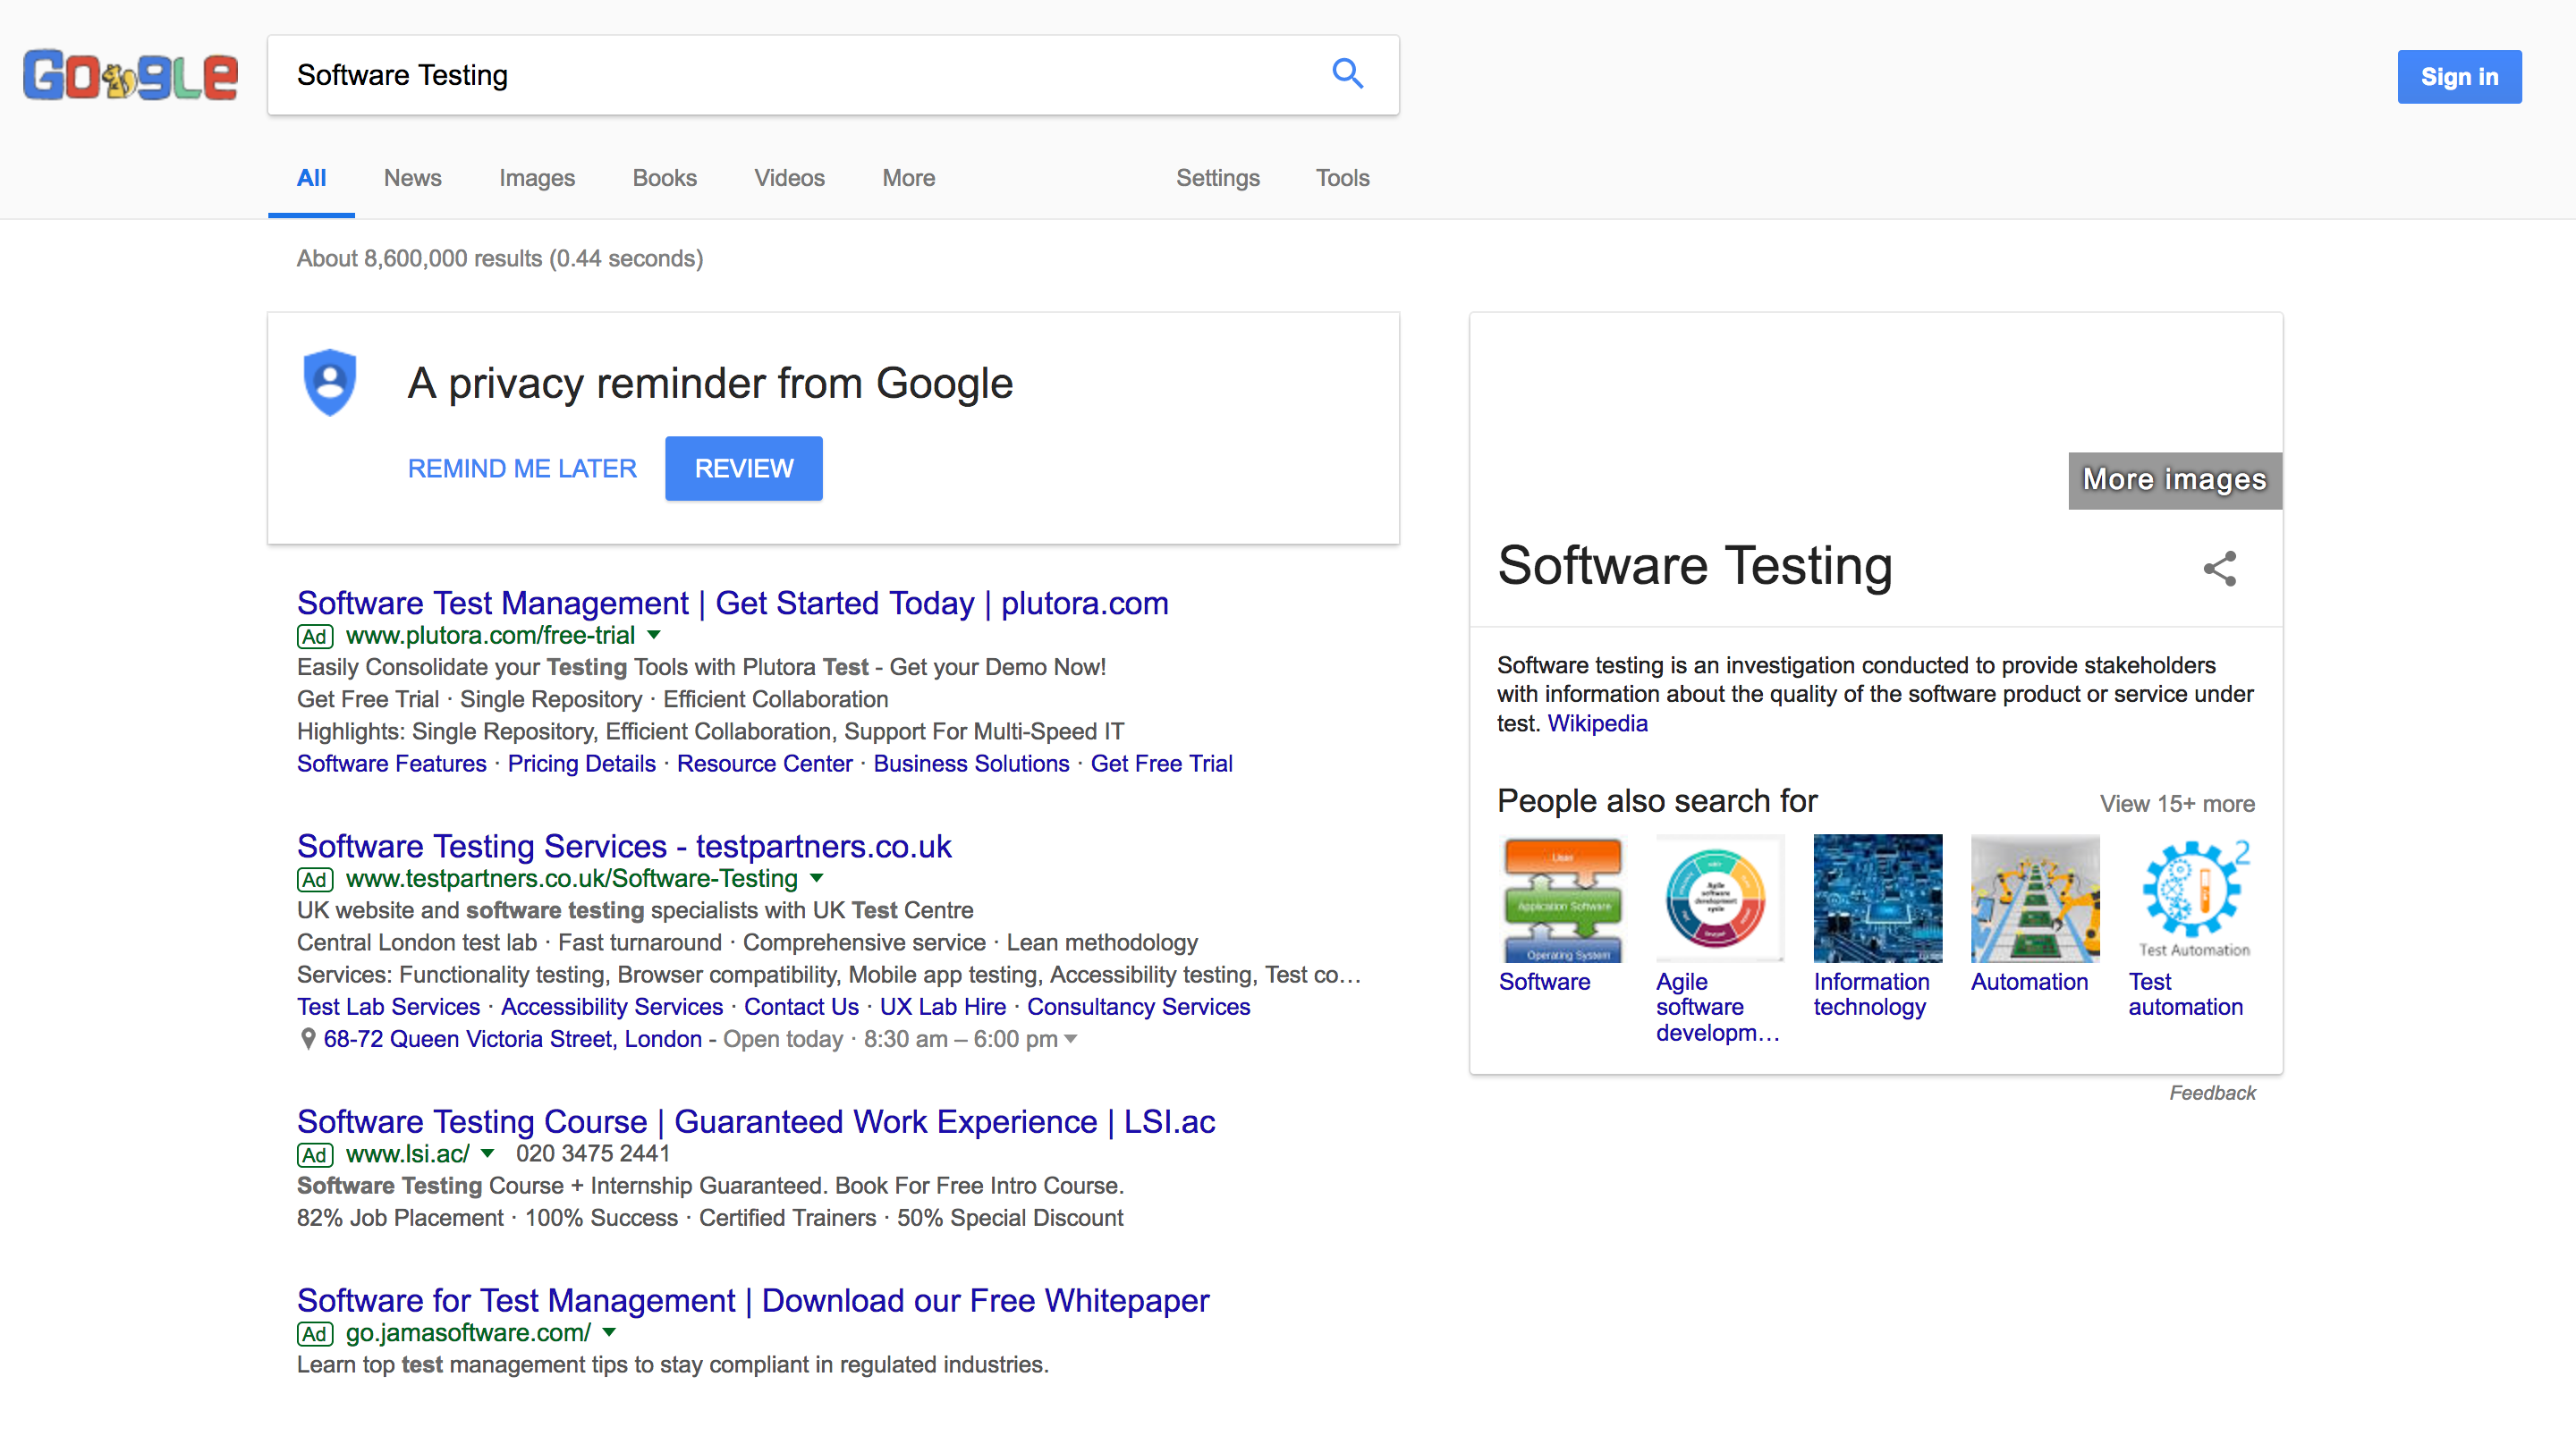 Google
Software Testing
Sign in
All News Images Books Videos More Settings Tools
About 8,600,000 results (0.44 seconds)
A privacy reminder from Google
REMIND ME LATER REVIEW
Software Test Management | Get Started Today | plutora.com
Ad www.plutora.com/free-trial
Easily Consolidate your Testing Tools with Plutora Test - Get your Demo Now!
Get Free Trial · Single Repository · Efficient Collaboration
Highlights: Single Repository, Efficient Collaboration, Support For Multi-Speed IT
Software Features · Pricing Details · Resource Center · Business Solutions · Get Free Trial
Software Testing Services - testpartners.co.uk
Ad www.testpartners.co.uk/Software-Testing
UK website and software testing specialists with UK Test Centre
Central London test lab · Fast turnaround · Comprehensive service · Lean methodology
Services: Functionality testing, Browser compatibility, Mobile app testing, Accessibility testing, Test co…
Test Lab Services · Accessibility Services · Contact Us · UX Lab Hire · Consultancy Services
68-72 Queen Victoria Street, London - Open today · 8:30 am – 6:00 pm
Software Testing Course | Guaranteed Work Experience | LSI.ac
Ad www.lsi.ac/ 020 3475 2441
Software Testing Course + Internship Guaranteed. Book For Free Intro Course.
82% Job Placement · 100% Success · Certified Trainers · 50% Special Discount
Software for Test Management | Download our Free Whitepaper
Ad go.jamasoftware.com/
Learn top test management tips to stay compliant in regulated industries.
More images
Software Testing
Software testing is an investigation conducted to provide stakeholders
with information about the quality of the software product or service under
test. Wikipedia
People also search for View 15+ more
User
Application Software
Operating System
Agile
software
development
cycle
2
Test Automation
Software
Agile
software
developm…
Information
technology
Automation
Test
automation
Feedback